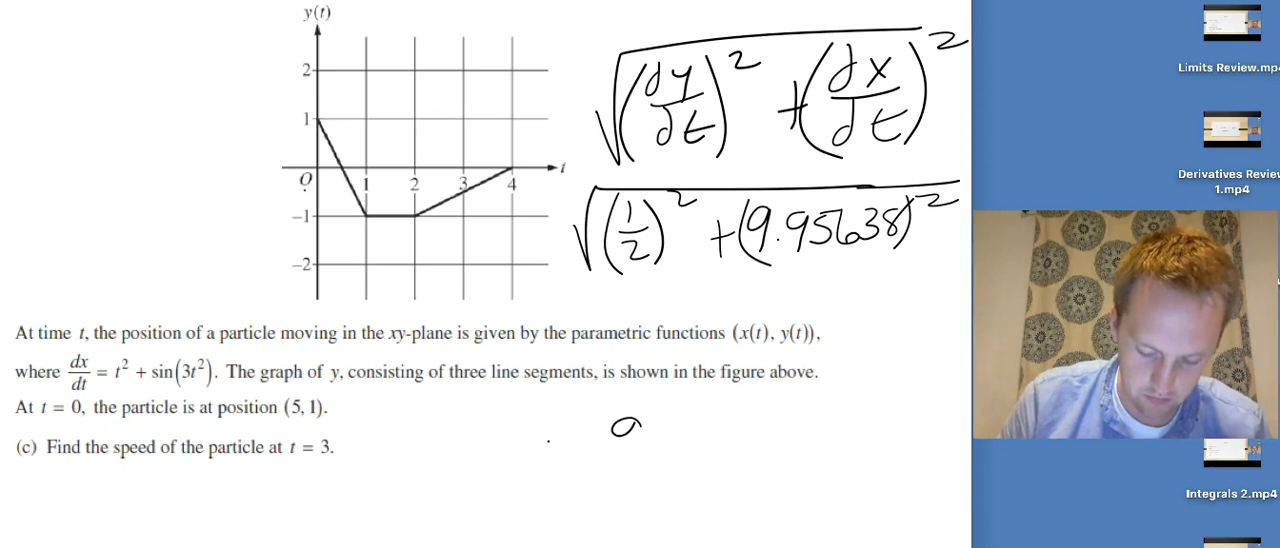 y(t)
2
1
O 1 2 3 4 t
−1
−2
√(dy/dt)² + (dx/dt)²
√(1/2)² + (9.95638)²
At time t, the position of a particle moving in the xy-plane is given by the parametric functions (x(t), y(t)),
where dx/dt = t² + sin(3t²). The graph of y, consisting of three line segments, is shown in the figure above.
At t = 0, the particle is at position (5, 1).
(c) Find the speed of the particle at t = 3.
Limits Review.mp4
Derivatives Review
1.mp4
Integrals 2.mp4